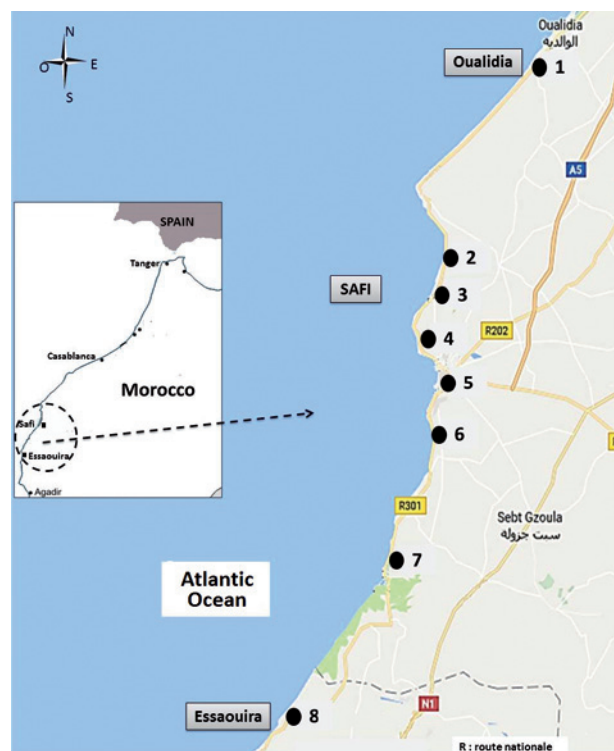 Oualidia
الوالدية
N
O
E
S
Oualidia
1
A5
SPAIN
2
Tanger
SAFI
3
R202
4
Casablanca
5
Morocco
Safi
6
Essaouira
Agadir
R301
Sebt Gzoula
سبت جزولة
7
Atlantic
Ocean
N1
Essaouira
8
R : route nationale